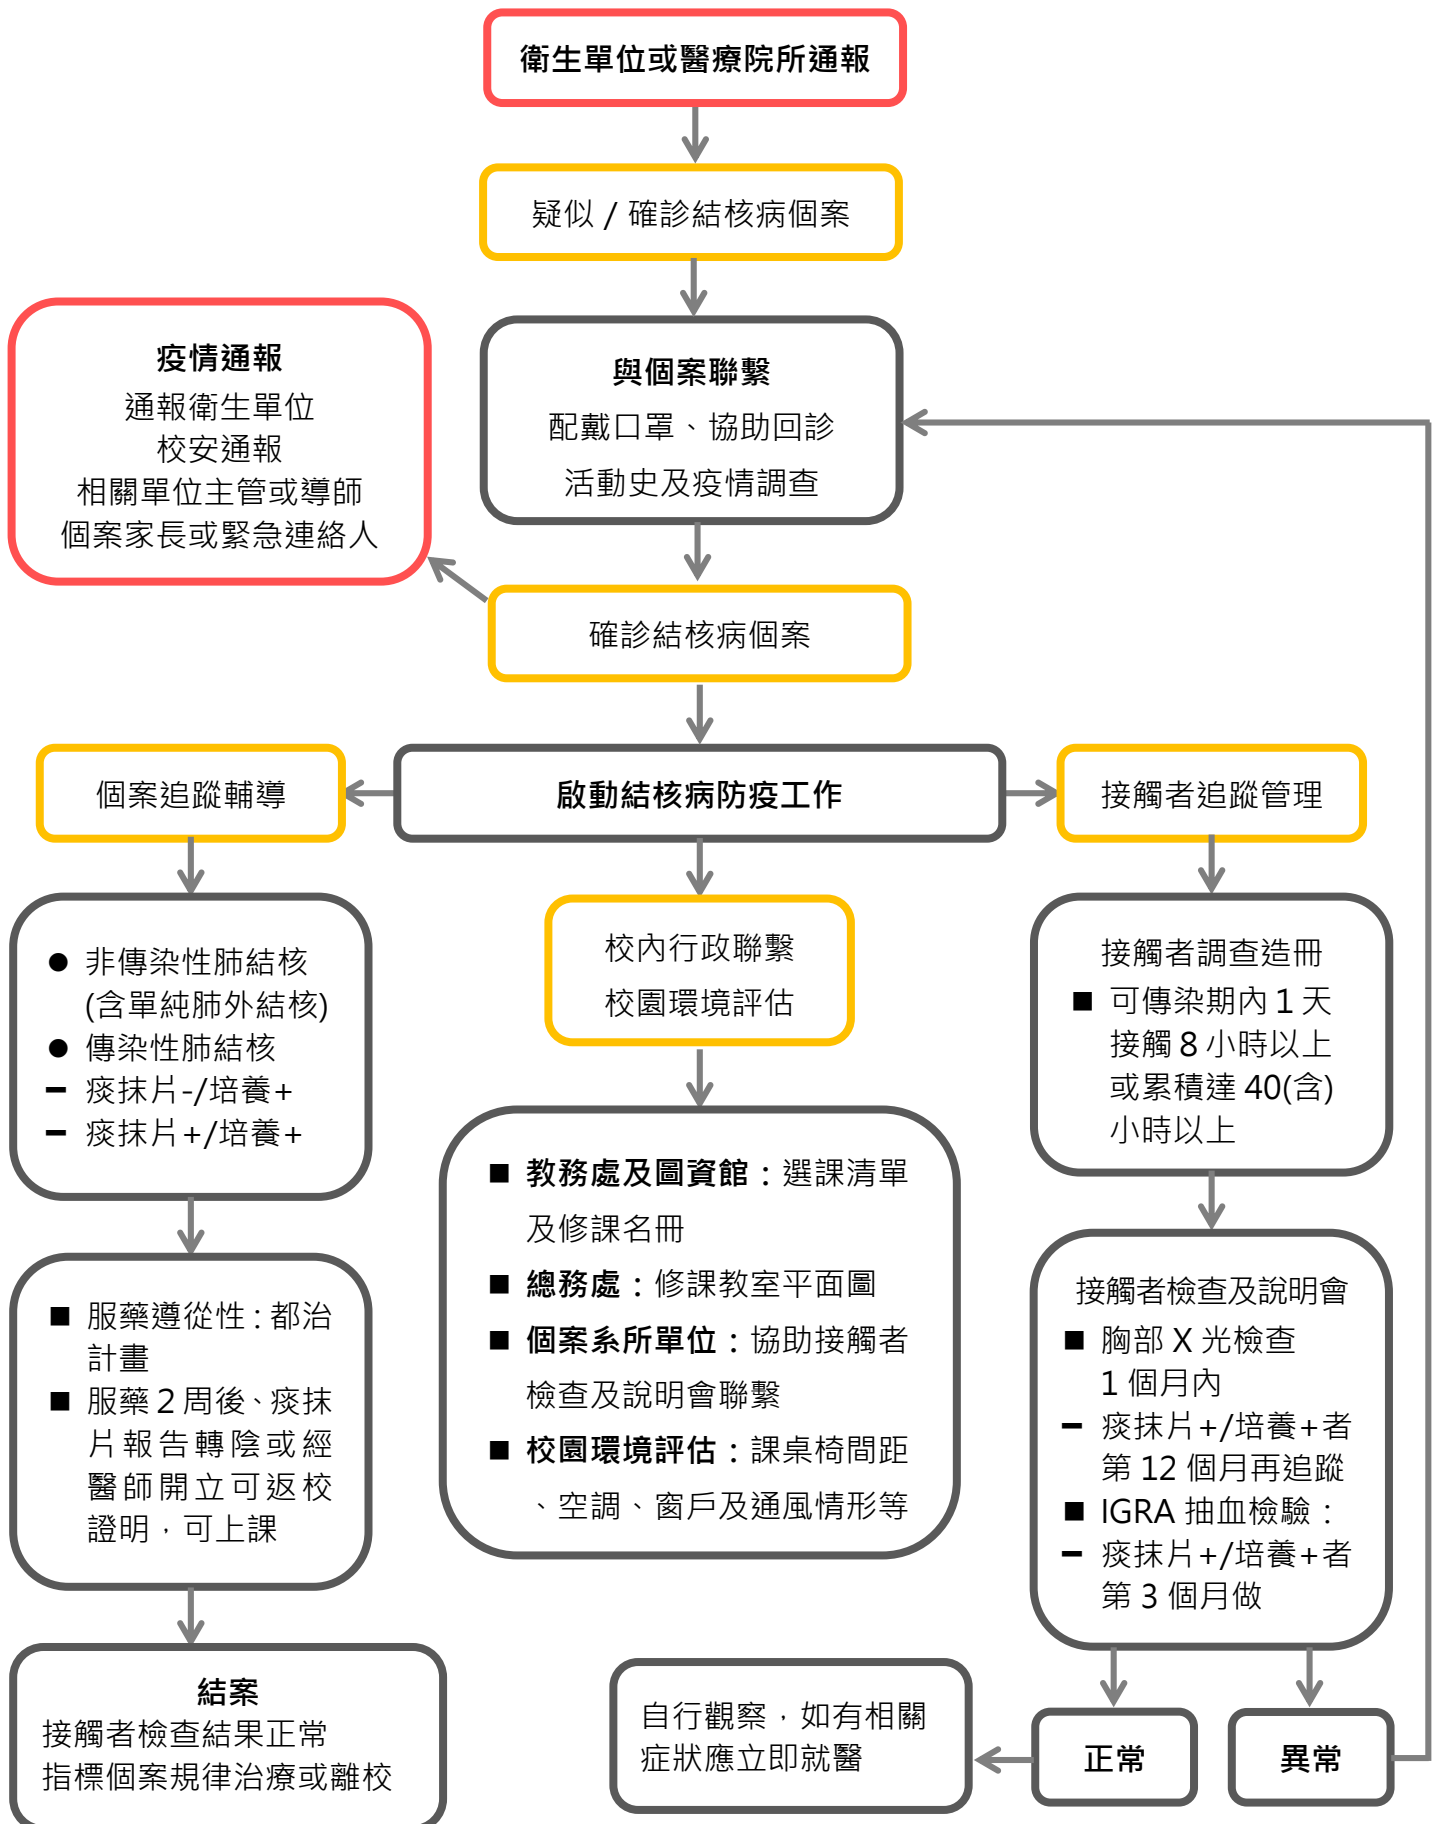 衛生單位或醫療院所通報
疑似 / 確診結核病個案
疫情通報
通報衛生單位
校安通報
相關單位主管或導師
個案家長或緊急連絡人
與個案聯繫
配戴口罩、協助回診
活動史及疫情調查
確診結核病個案
個案追蹤輔導
啟動結核病防疫工作
接觸者追蹤管理
● 非傳染性肺結核
(含單純肺外結核)
● 傳染性肺結核
– 痰抹片-/培養+
– 痰抹片+/培養+
校內行政聯繫
校園環境評估
接觸者調查造冊
■ 可傳染期內 1 天
接觸 8 小時以上
或累積達 40(含)
小時以上
■ 服藥遵從性：都治
計畫
■ 服藥 2 周後、痰抹
片報告轉陰或經
醫師開立可返校
證明，可上課
■ 教務處及圖資館：選課清單
及修課名冊
■ 總務處：修課教室平面圖
■ 個案系所單位：協助接觸者
檢查及說明會聯繫
■ 校園環境評估：課桌椅間距
、空調、窗戶及通風情形等
接觸者檢查及說明會
■ 胸部 X 光檢查
1 個月內
– 痰抹片+/培養+者
第 12 個月再追蹤
■ IGRA 抽血檢驗：
– 痰抹片+/培養+者
第 3 個月做
結案
接觸者檢查結果正常
指標個案規律治療或離校
自行觀察，如有相關
症狀應立即就醫
正常
異常